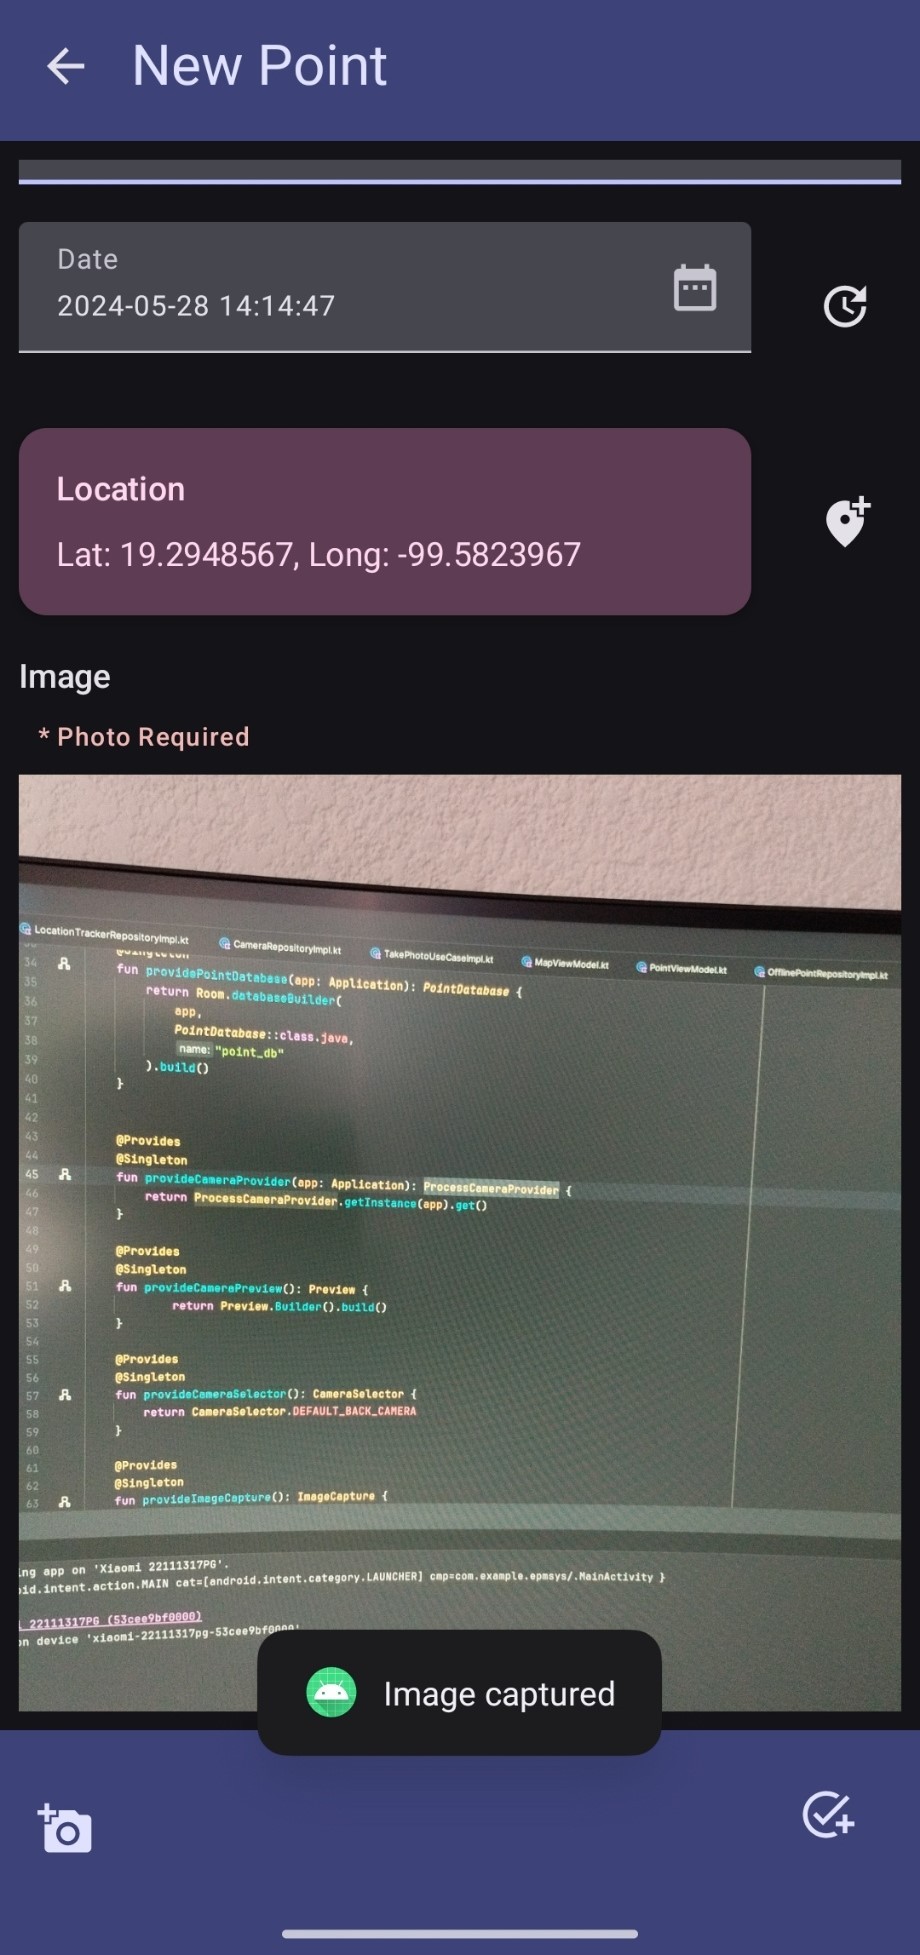 New Point
Date
2024-05-28 14:14:47
Location
Lat: 19.2948567, Long: -99.5823967
Image
* Photo Required
LocationTrackerRepositoryImpl.kt CameraRepositoryImpl.kt TakePhotoUseCaseImpl.kt MapViewModel.kt PointViewModel.kt OfflinePointRepositoryImpl.kt
34 fun providePointDatabase(app: Application): PointDatabase {
35 return Room.databaseBuilder(
36 app,
37 PointDatabase::class.java,
38 name: "point_db"
39 ).build()
40 }
41
42
43 @Provides
44 @Singleton
45 fun provideCameraProvider(app: Application): ProcessCameraProvider {
46 return ProcessCameraProvider.getInstance(app).get()
47 }
48
49 @Provides
50 @Singleton
51 fun provideCameraPreview(): Preview {
52 return Preview.Builder().build()
53 }
54
55 @Provides
56 @Singleton
57 fun provideCameraSelector(): CameraSelector {
58 return CameraSelector.DEFAULT_BACK_CAMERA
59 }
60
61 @Provides
62 @Singleton
63 fun provideImageCapture(): ImageCapture {
ing app on 'Xiaomi 22111317PG'.
oid.intent.action.MAIN cat=[android.intent.category.LAUNCHER] cmp=com.example.epmsys/.MainActivity }
22111317PG (53cee9bf0000)
on device 'xiaomi-22111317pg-53cee9bf0000'
Image captured